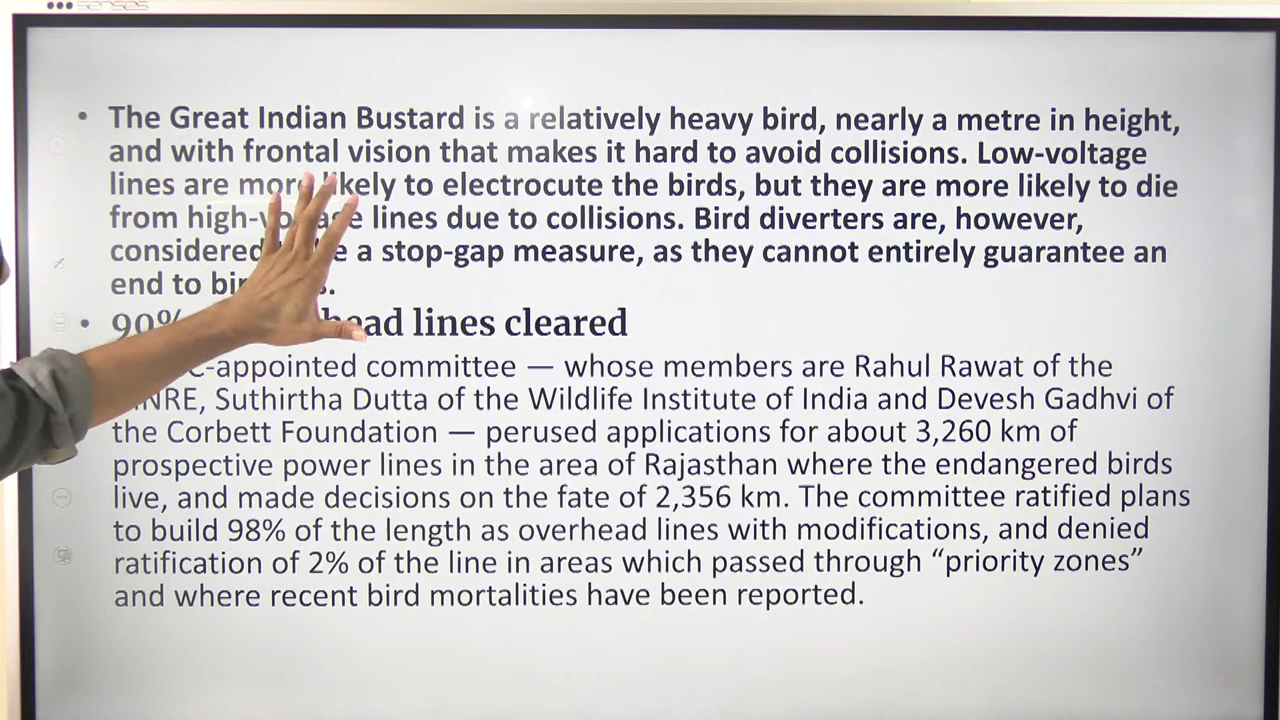 • The Great Indian Bustard is a relatively heavy bird, nearly a metre in height,
and with frontal vision that makes it hard to avoid collisions. Low-voltage
lines are more likely to electrocute the birds, but they are more likely to die
from high-voltage lines due to collisions. Bird diverters are, however,
considered a stop-gap measure, as they cannot entirely guarantee an
end to
• 90% head lines cleared
-appointed committee — whose members are Rahul Rawat of the
NRE, Suthirtha Dutta of the Wildlife Institute of India and Devesh Gadhvi of
the Corbett Foundation — perused applications for about 3,260 km of
prospective power lines in the area of Rajasthan where the endangered birds
live, and made decisions on the fate of 2,356 km. The committee ratified plans
to build 98% of the length as overhead lines with modifications, and denied
ratification of 2% of the line in areas which passed through “priority zones”
and where recent bird mortalities have been reported.